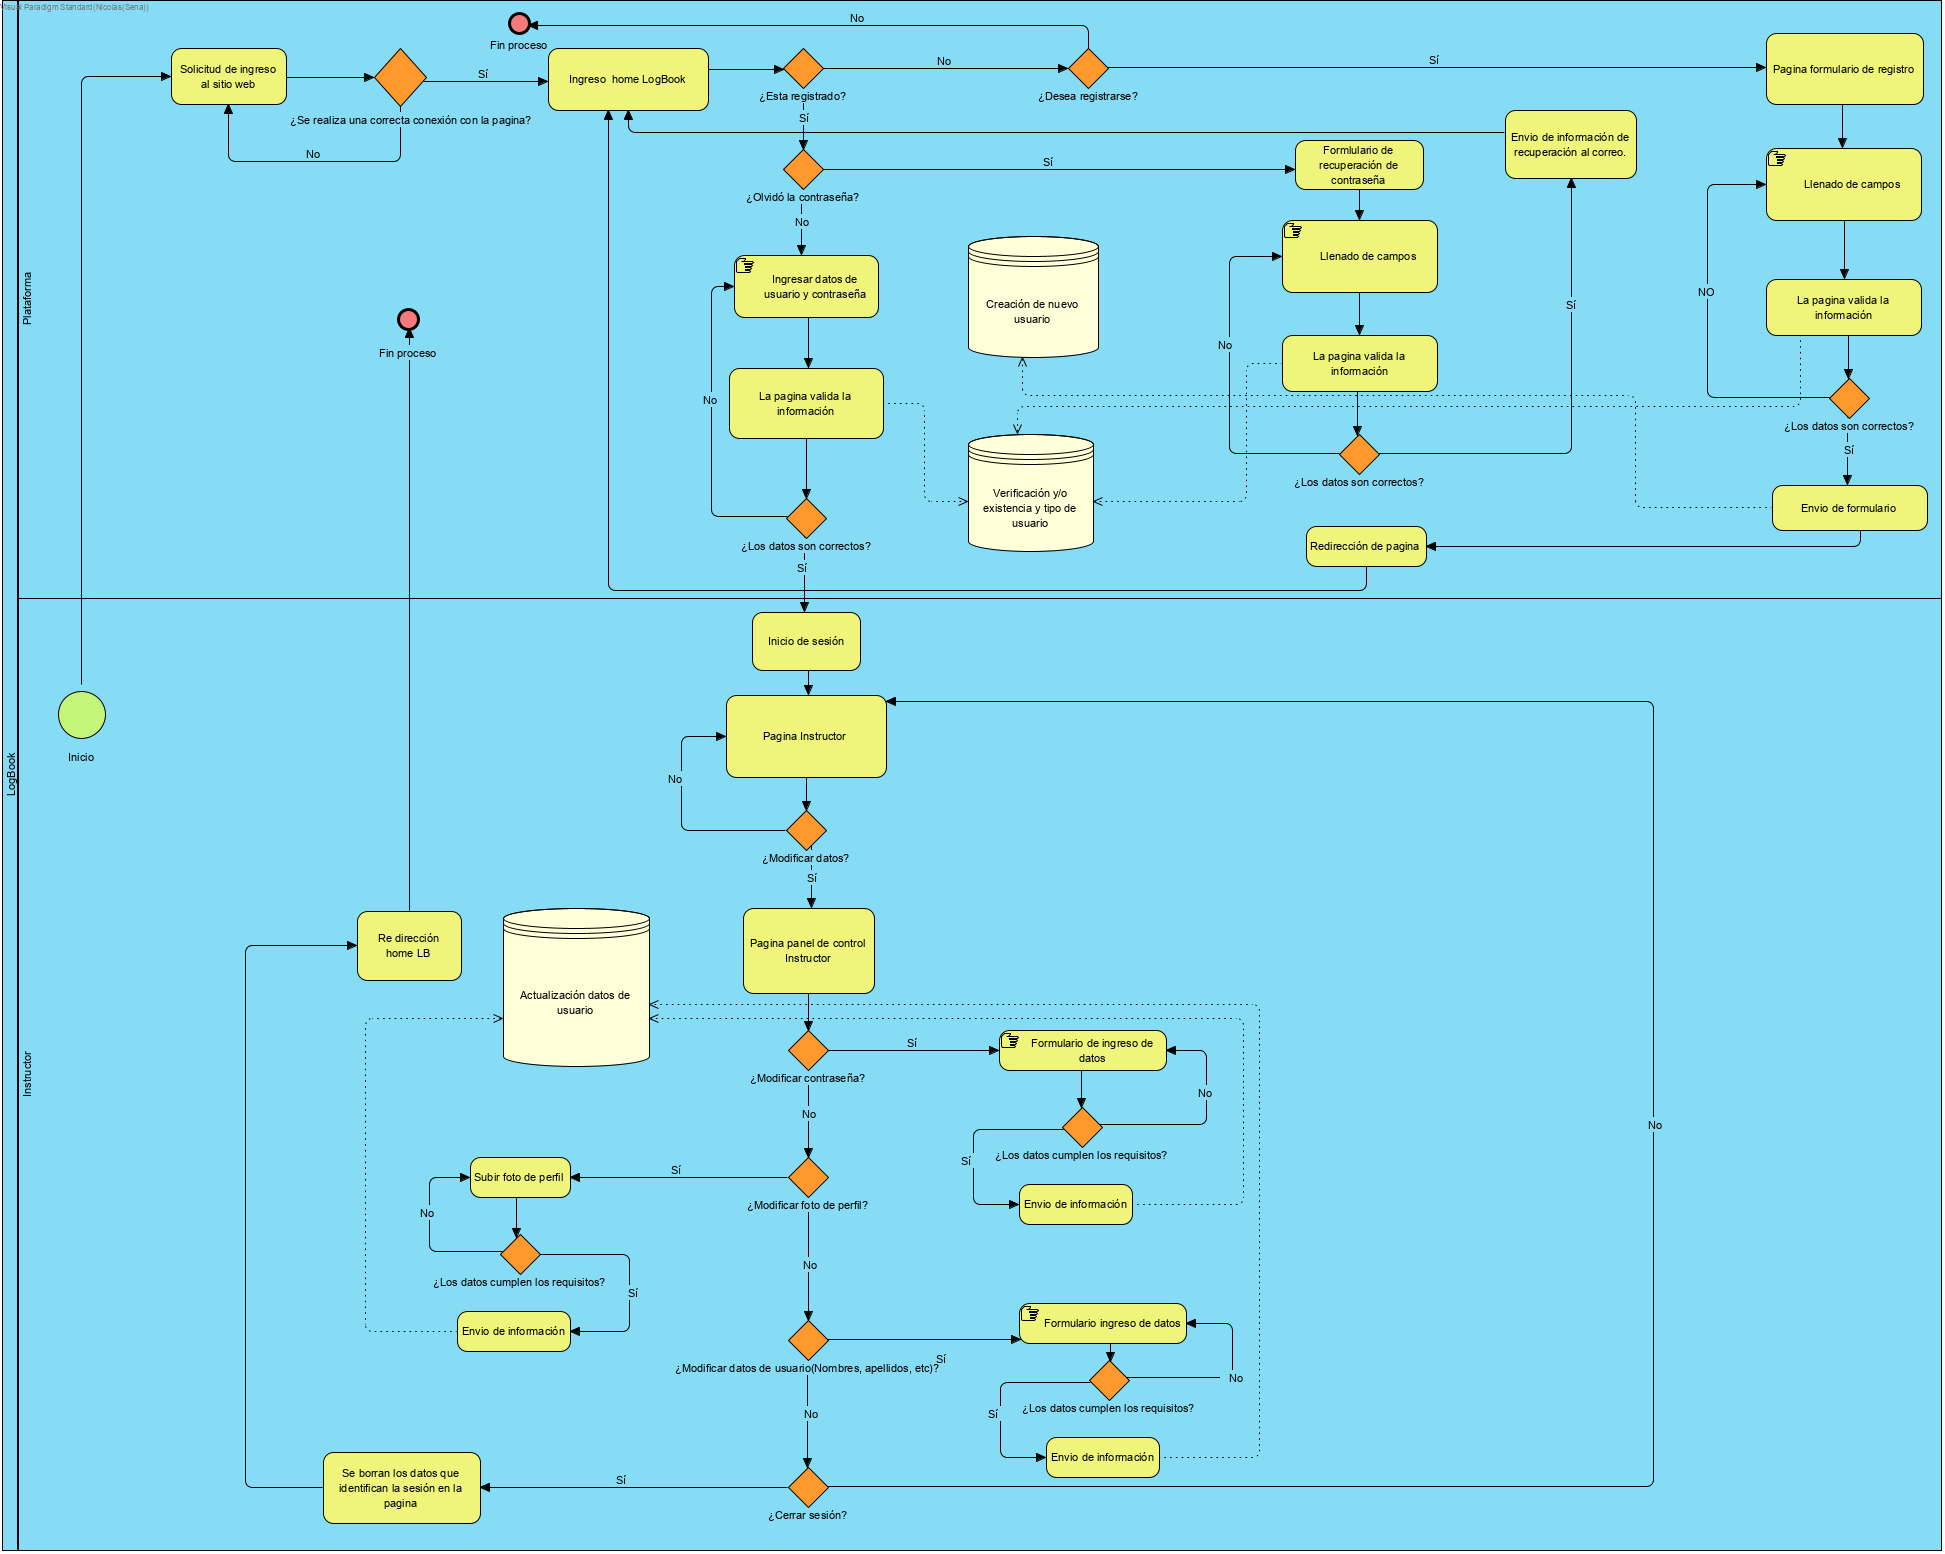 Visual Paradigm Standard(Nicolas(Sena))
LogBook
Plataforma
Fin proceso
No
Solicitud de ingreso
al sitio web
¿Se realiza una correcta conexión con la pagina?
Sí
No
Ingreso home LogBook
¿Esta registrado?
No
Sí
¿Desea registrarse?
Sí
Pagina formulario de registro
Llenado de campos
La pagina valida la
información
NO
¿Los datos son correctos?
Sí
Envio de formulario
Redirección de pagina
Envio de información de
recuperación al correo.
¿Olvidó la contraseña?
Sí
No
Formlulario de
recuperación de
contraseña
Llenado de campos
La pagina valida la
información
No
Sí
¿Los datos son correctos?
Ingresar datos de
usuario y contraseña
La pagina valida la
información
No
¿Los datos son correctos?
Sí
Creación de nuevo
usuario
Verificación y/o
existencia y tipo de
usuario
Fin proceso
Instructor
Inicio
Inicio de sesión
Pagina Instructor
No
¿Modificar datos?
Sí
Pagina panel de control
Instructor
Re dirección
home LB
Actualización datos de
usuario
¿Modificar contraseña?
Sí
No
Formulario de ingreso de
datos
No
¿Los datos cumplen los requisitos?
Sí
Envio de información
¿Modificar foto de perfil?
Sí
No
Subir foto de perfil
No
¿Los datos cumplen los requisitos?
Sí
Envio de información
¿Modificar datos de usuario(Nombres, apellidos, etc)?
Sí
No
Formulario ingreso de datos
No
¿Los datos cumplen los requisitos?
Sí
Envio de información
¿Cerrar sesión?
Sí
No
Se borran los datos que
identifican la sesión en la
pagina